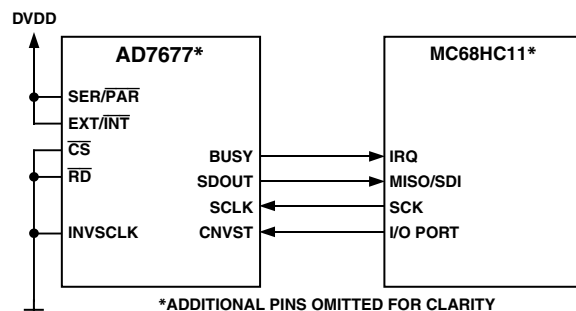 DVDD
AD7677*
MC68HC11*
SER/PAR
EXT/INT
CS
RD
INVSCLK
BUSY
SDOUT
SCLK
CNVST
IRQ
MISO/SDI
SCK
I/O PORT
*ADDITIONAL PINS OMITTED FOR CLARITY